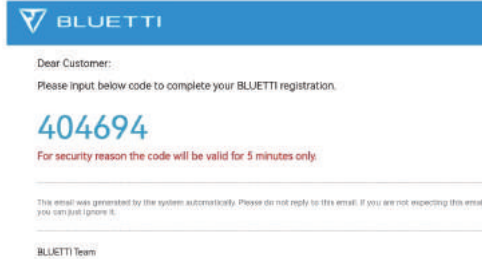 BLUETTI
Dear Customer:
Please input below code to complete your BLUETTI registration.
404694
For security reason the code will be valid for 5 minutes only.
This email was generated by the system automatically. Please do not reply to this email. If you are not expecting this email
you can just ignore it.
BLUETTI Team